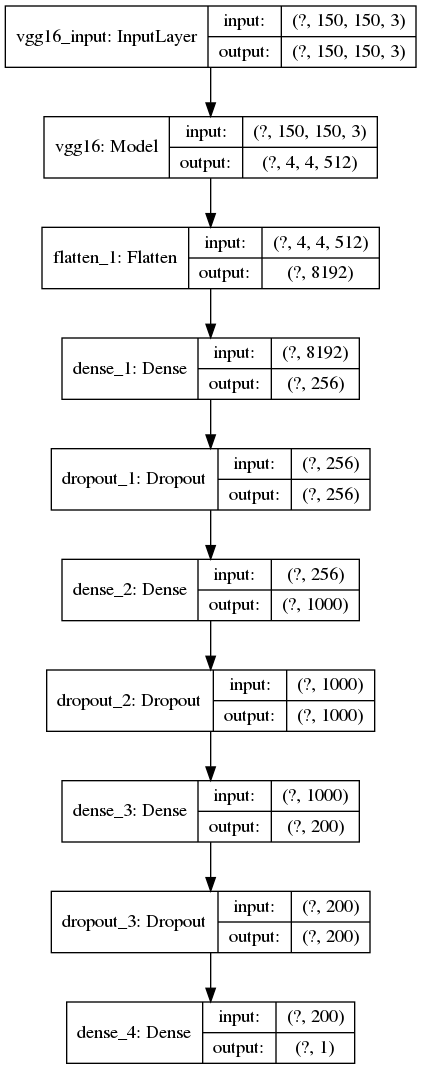 vgg16_input: InputLayer
input: (?, 150, 150, 3)
output: (?, 150, 150, 3)
vgg16: Model
input: (?, 150, 150, 3)
output: (?, 4, 4, 512)
flatten_1: Flatten
input: (?, 4, 4, 512)
output: (?, 8192)
dense_1: Dense
input: (?, 8192)
output: (?, 256)
dropout_1: Dropout
input: (?, 256)
output: (?, 256)
dense_2: Dense
input: (?, 256)
output: (?, 1000)
dropout_2: Dropout
input: (?, 1000)
output: (?, 1000)
dense_3: Dense
input: (?, 1000)
output: (?, 200)
dropout_3: Dropout
input: (?, 200)
output: (?, 200)
dense_4: Dense
input: (?, 200)
output: (?, 1)